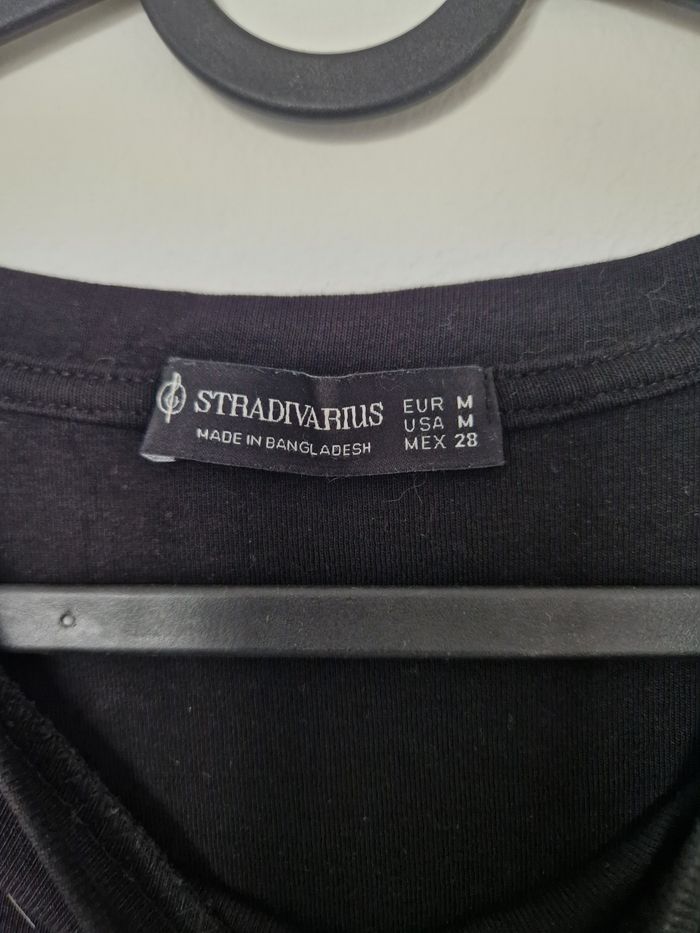 STRADIVARIUS
MADE IN BANGLADESH
EUR M
USA M
MEX 28